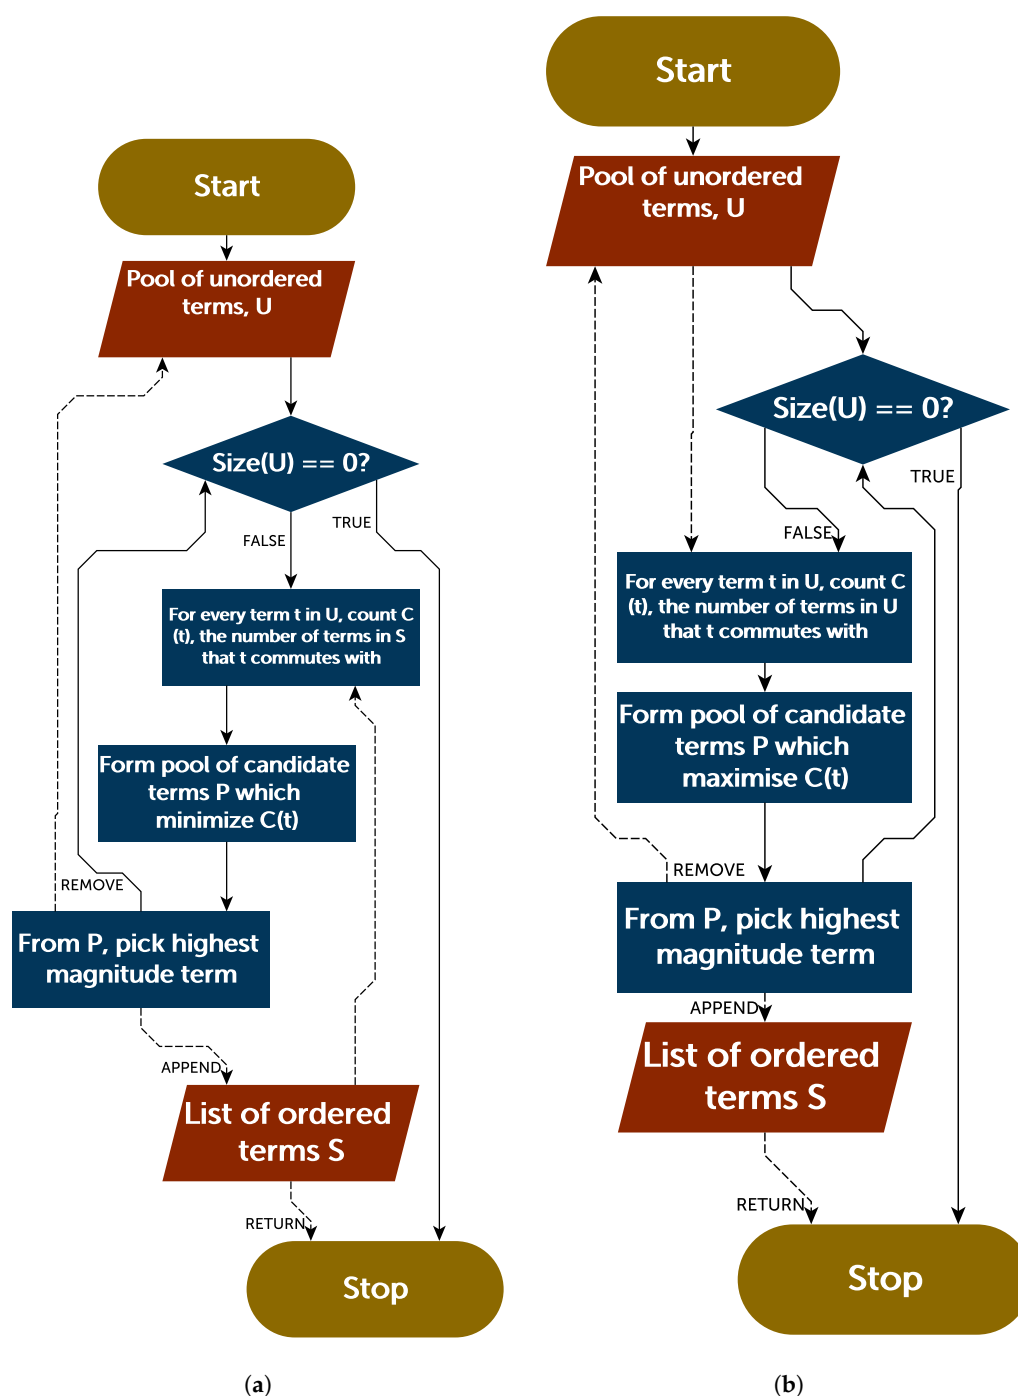 Start
Pool of unordered
terms, U
Size(U) == 0?
FALSE
TRUE
For every term t in U, count C
(t), the number of terms in S
that t commutes with
Form pool of candidate
terms P which
minimize C(t)
REMOVE
From P, pick highest
magnitude term
APPEND
List of ordered
terms S
RETURN
Stop
(a)
Start
Pool of unordered
terms, U
Size(U) == 0?
TRUE
FALSE
For every term t in U, count C
(t), the number of terms in U
that t commutes with
Form pool of candidate
terms P which
maximise C(t)
REMOVE
From P, pick highest
magnitude term
APPEND
List of ordered
terms S
RETURN
Stop
(b)